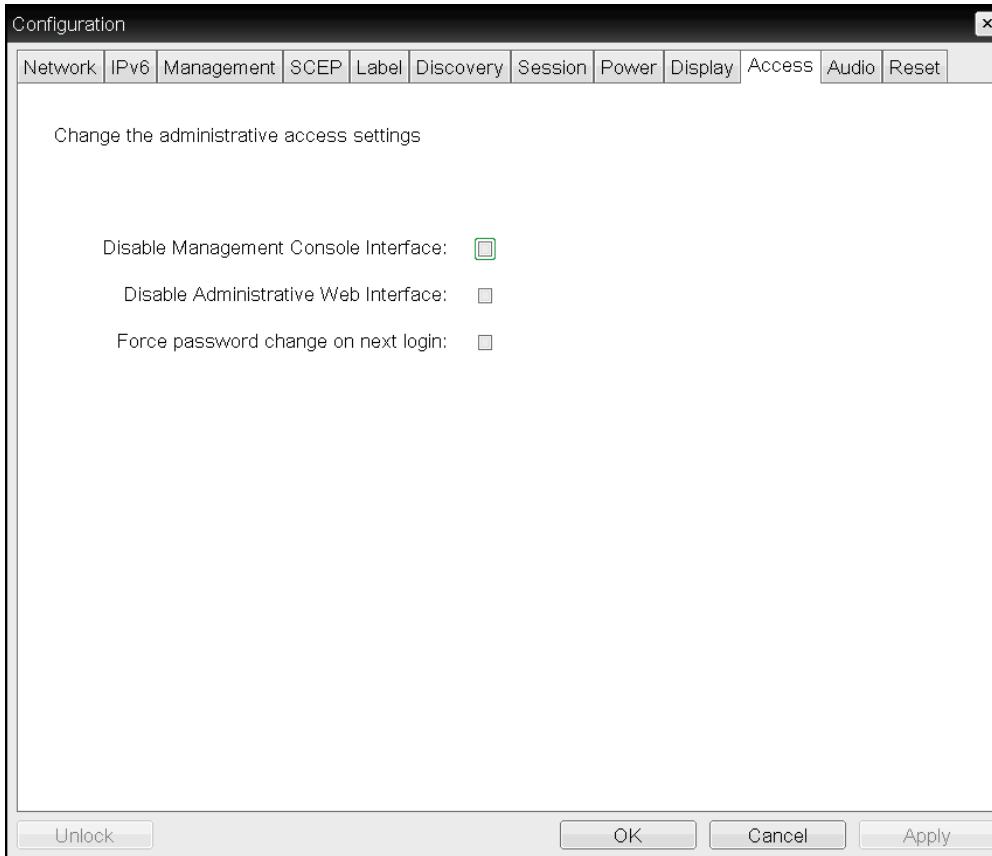 Configuration
Network IPv6 Management SCEP Label Discovery Session Power Display Access Audio Reset
Change the administrative access settings
Disable Management Console Interface:
Disable Administrative Web Interface:
Force password change on next login:
Unlock OK Cancel Apply